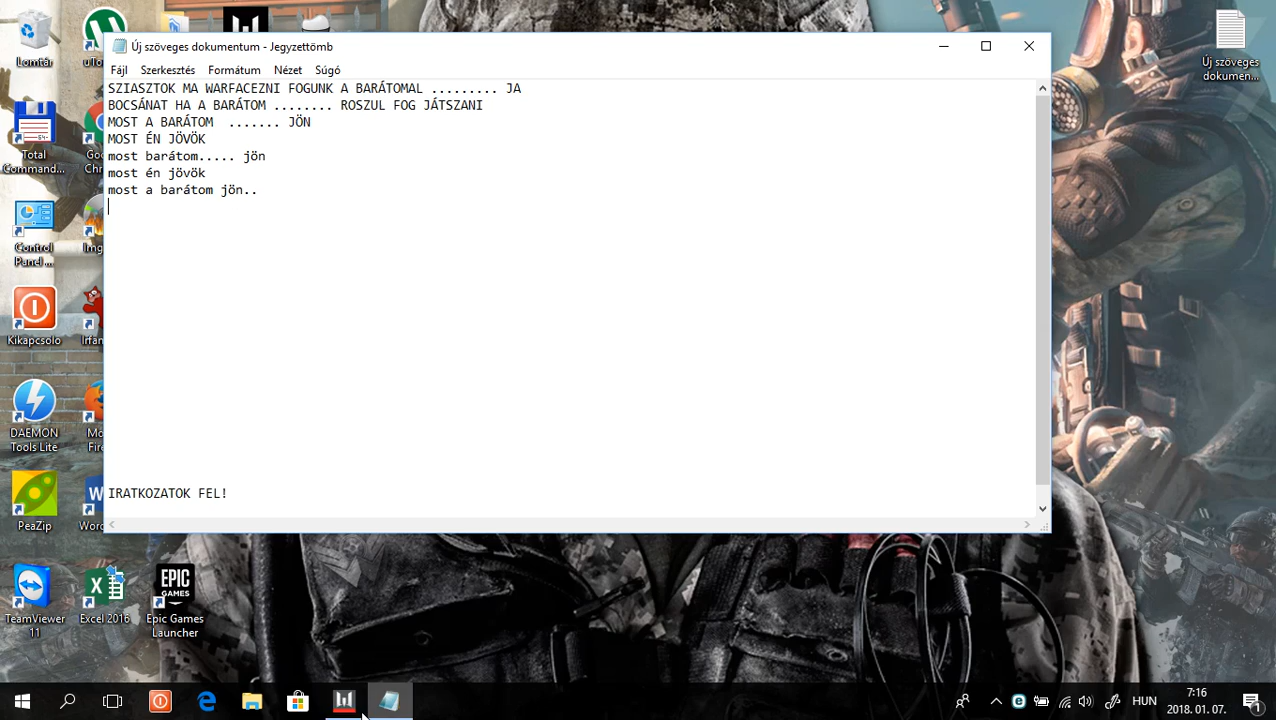 Új szöveges dokumentum - Jegyzettömb
Fájl Szerkesztés Formátum Nézet Súgó
SZIASZTOK MA WARFACEZNI FOGUNK A BARÁTOMAL ......... JA
BOCSÁNAT HA A BARÁTOM ........ ROSZUL FOG JÁTSZANI
MOST A BARÁTOM  ....... JÖN
MOST ÉN JÖVÖK
most barátom..... jön
most én jövök
most a barátom jön..
IRATKOZATOK FEL!
Lomtár
Total Command...
Control Panel ...
Kikapcsolo
DAEMON Tools Lite
PeaZip
TeamViewer 11
Excel 2016
EPIC GAMES
Epic Games Launcher
Új szöveges dokumen...
HUN
7:16
2018. 01. 07.
1